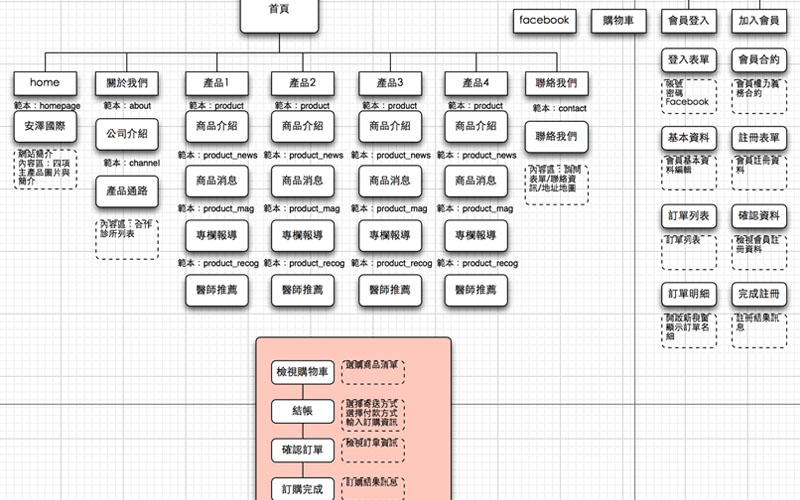 首頁
facebook
購物車
會員登入
加入會員
home
關於我們
產品1
產品2
產品3
產品4
聯絡我們
登入表單
會員合約
範本：homepage
範本：about
範本：product
範本：product
範本：product
範本：product
範本：contact
帳號
密碼
Facebook
會員權力義
務合約
安澤國際
公司介紹
商品介紹
商品介紹
商品介紹
商品介紹
聯絡我們
基本資料
註冊表單
網站簡介
內容區：四項
主產品圖片與
簡介
範本：channel
範本：product_news
範本：product_news
範本：product_news
範本：product_news
內容區：詢問
表單/聯絡資
訊/地址地圖
會員基本資
料編輯
會員註冊資
料
產品通路
商品消息
商品消息
商品消息
商品消息
範本：product_mag
範本：product_mag
範本：product_mag
範本：product_mag
訂單列表
確認資料
內容區：合作
診所列表
專欄報導
專欄報導
專欄報導
專欄報導
訂單列表
檢視會員註
冊資料
範本：product_recog
範本：product_recog
範本：product_recog
範本：product_recog
醫師推薦
醫師推薦
醫師推薦
醫師推薦
訂單明細
完成註冊
開啟新視窗
顯示訂單名
細
註冊結果訊
息
檢視購物車
選購商品清單
結帳
選擇寄送方式
選擇付款方式
輸入訂購資訊
確認訂單
檢視訂單資訊
訂購完成
訂購結果訊息